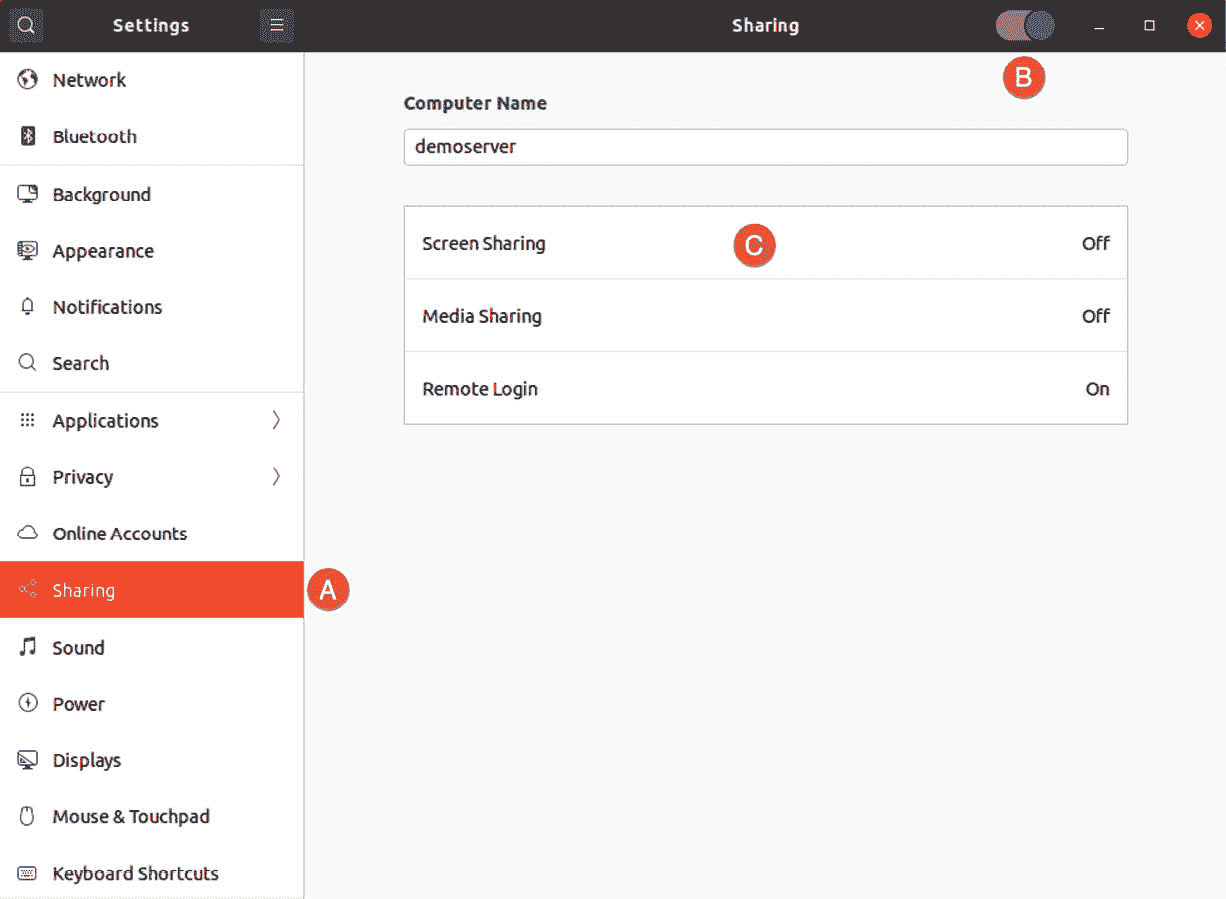 Settings
Sharing
B
Network
Bluetooth
Background
Appearance
Notifications
Search
Applications
Privacy
Online Accounts
Sharing
A
Sound
Power
Displays
Mouse & Touchpad
Keyboard Shortcuts
Computer Name
demoserver
Screen Sharing C Off
Media Sharing Off
Remote Login On